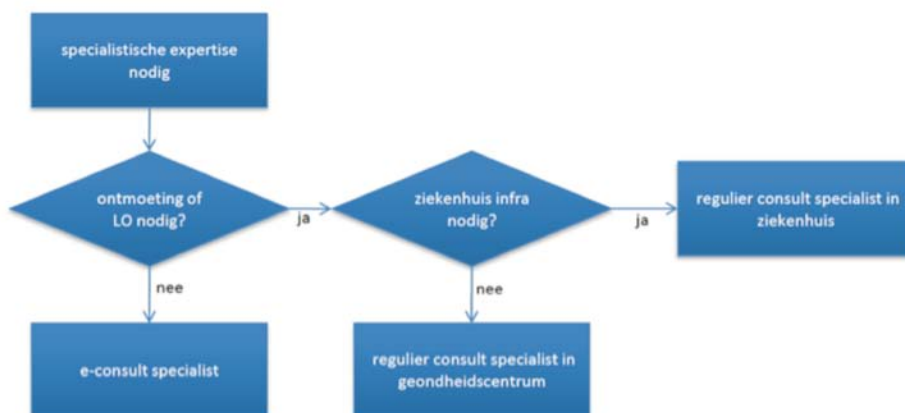 specialistische expertise
nodig
ontmoeting of
LO nodig?
ja
ziekenhuis infra
nodig?
ja
regulier consult specialist in
ziekenhuis
nee
nee
e-consult specialist
regulier consult specialist in
geondheidscentrum